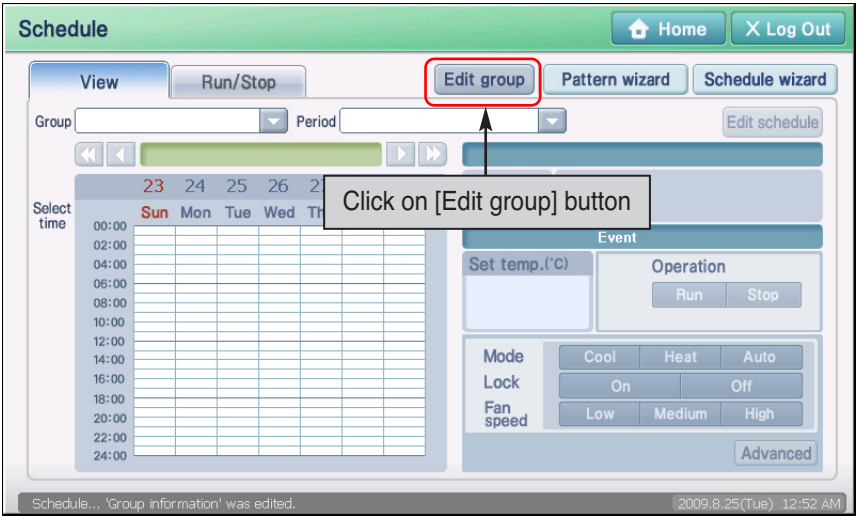 Schedule Home X Log Out
View Run/Stop Edit group Pattern wizard Schedule wizard
Group Period Edit schedule
23 24 25 26
Select time
Sun Mon Tue Wed
Click on [Edit group] button
00:00
02:00
04:00
06:00
08:00
10:00
12:00
14:00
16:00
18:00
20:00
22:00
24:00
Event
Set temp.(°C) Operation
Run Stop
Mode Cool Heat Auto
Lock On Off
Fan speed Low Medium High
Advanced
Schedule... 'Group information' was edited. 2009.8.25(Tue) 12:52 AM